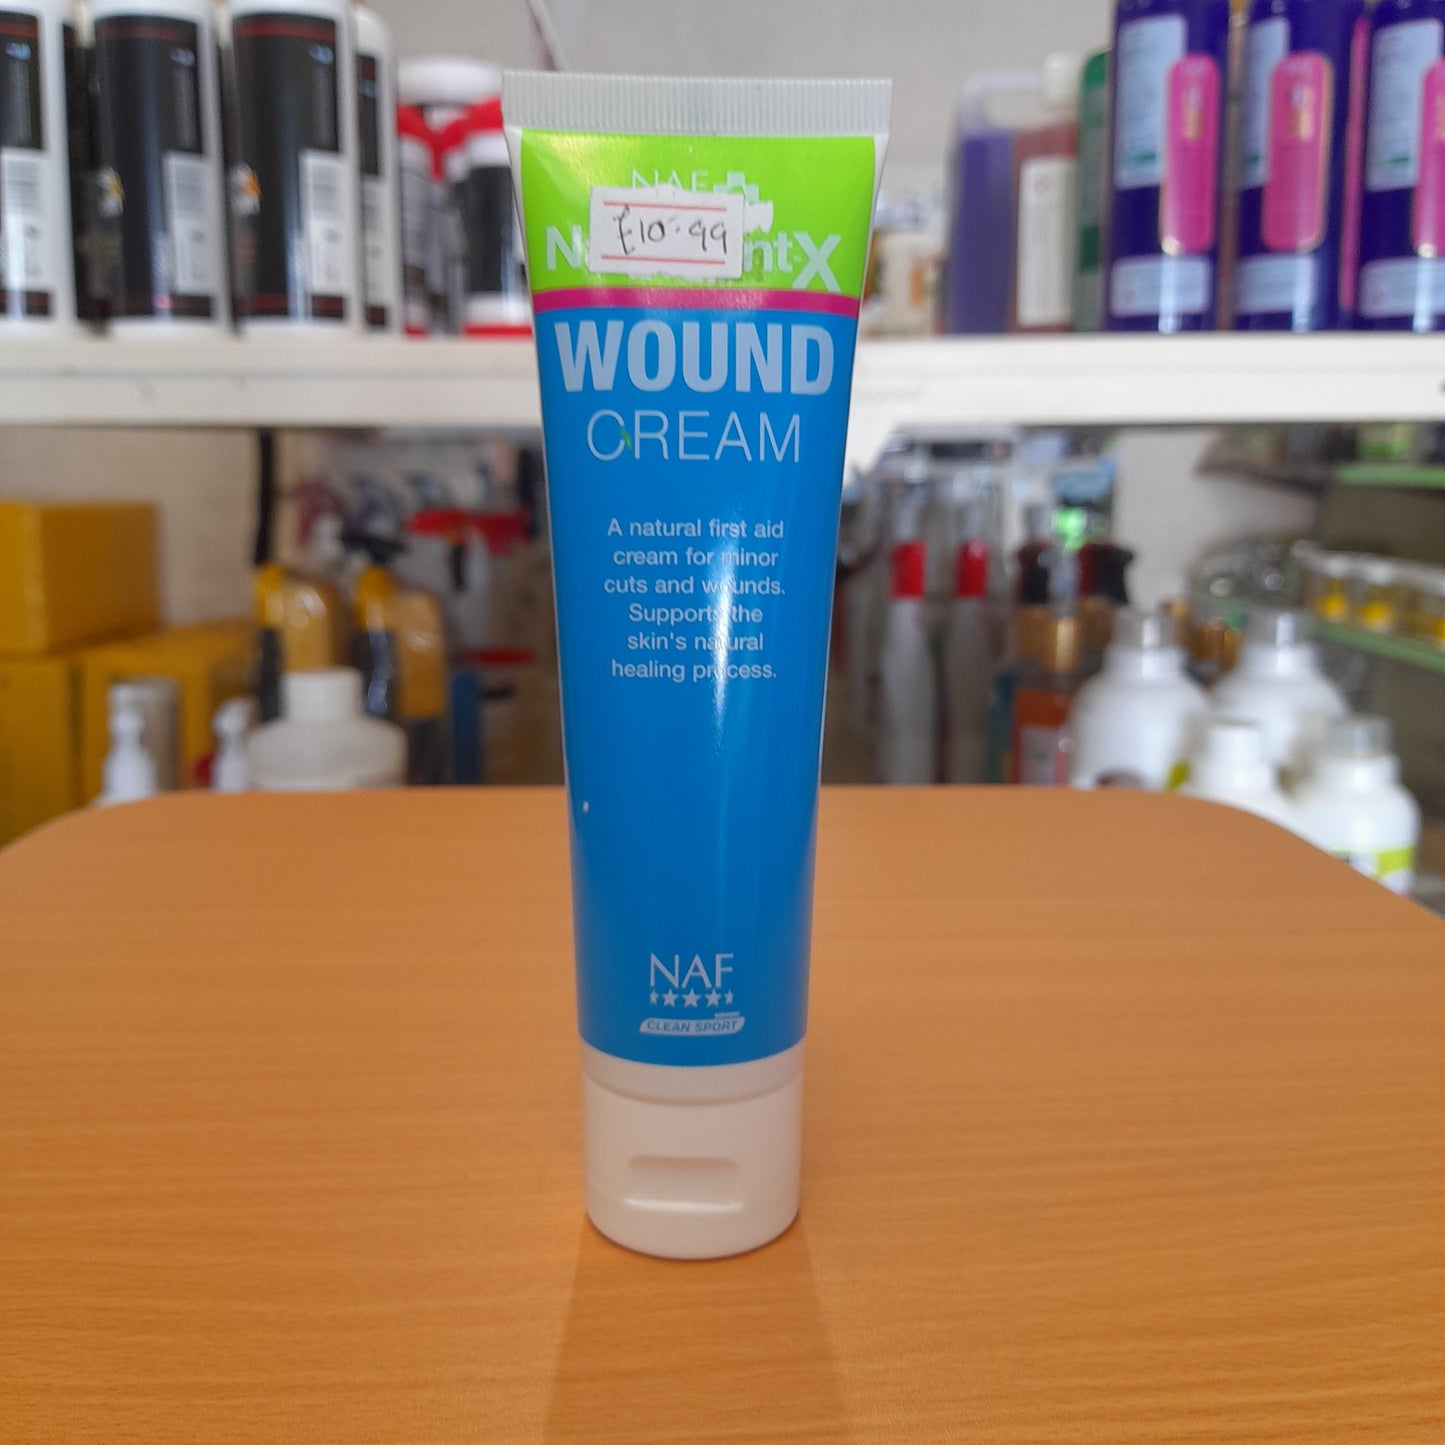 NAF
£10.99
WOUND
CREAM
A natural first aid
cream for minor
cuts and wounds.
Supports the
skin's natural
healing process.
NAF
SUPPORT
CLEAN SPORT